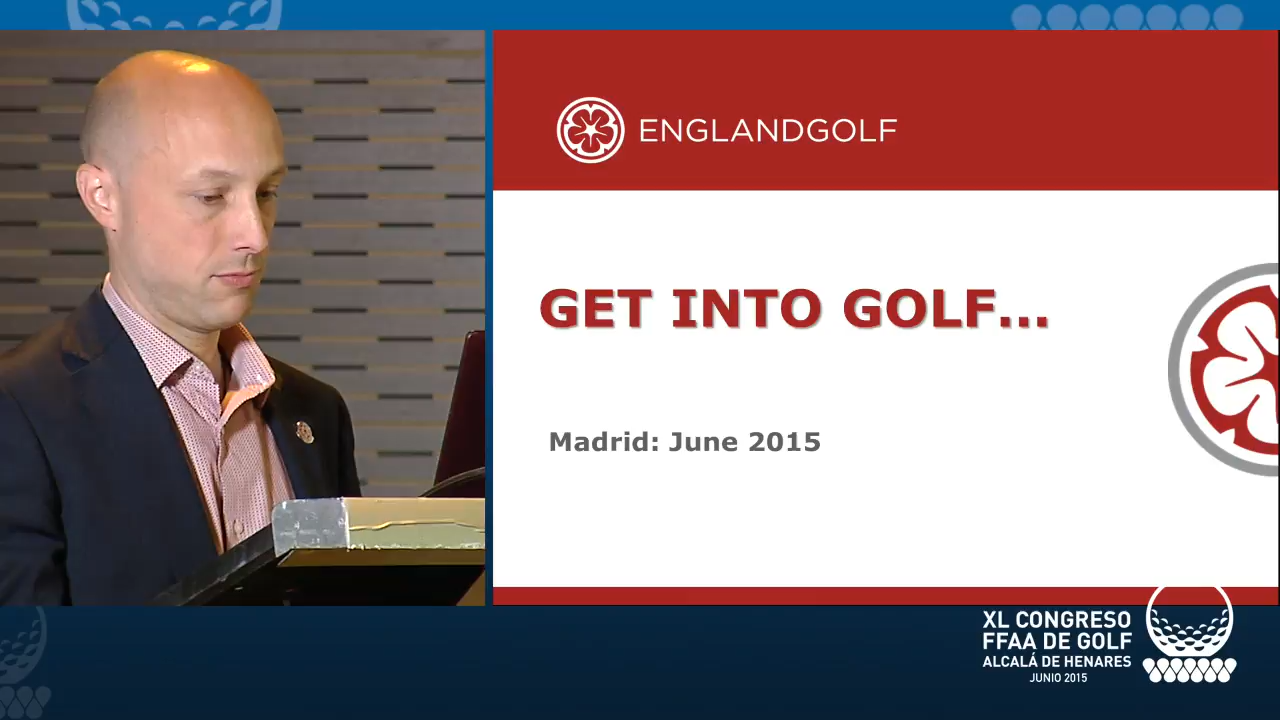 ENGLANDGOLF
GET INTO GOLF...
Madrid: June 2015
XL CONGRESO
FFAA DE GOLF
ALCALÁ DE HENARES
JUNIO 2015